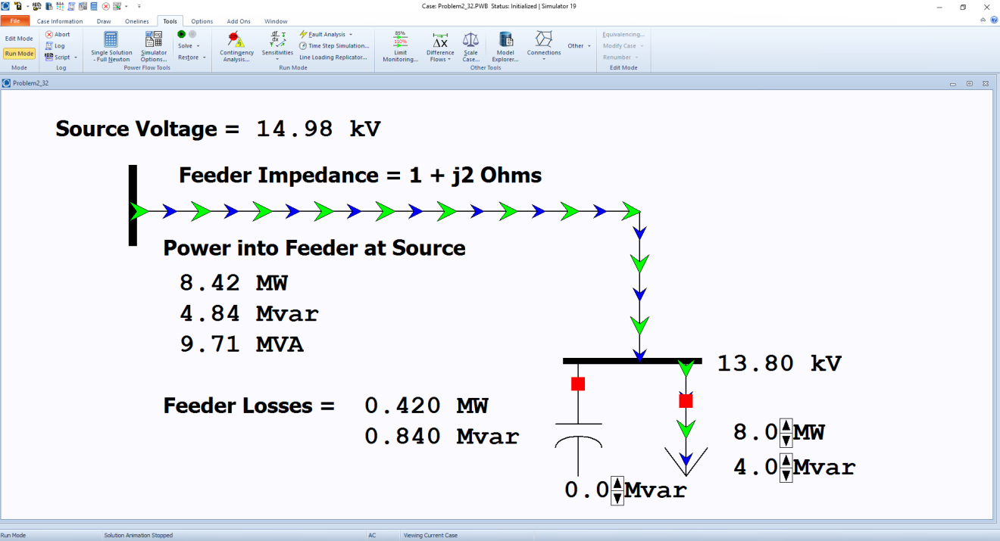 Case: Problem2_32.PWB Status: Initialized | Simulator 19
File Case Information Draw Onelines Tools Options Add Ons Window
Edit Mode
Run Mode
Mode
Abort
Log
Script
Log
Single Solution - Full Newton
Simulator Options...
Solve
Restore
Power Flow Tools
Contingency Analysis...
Sensitivities
Fault Analysis
Time Step Simulation...
Line Loading Replicator...
Run Mode
85%
110%
Limit Monitoring...
Difference Flows
Scale Case...
Model Explorer...
Connections
Other
Other Tools
Equivalencing...
Modify Case
Renumber
Edit Mode
Problem2_32
Source Voltage = 14.98 kV
Feeder Impedance = 1 + j2 Ohms
Power into Feeder at Source
8.42 MW
4.84 Mvar
9.71 MVA
13.80 kV
Feeder Losses = 0.420 MW
0.840 Mvar
8.0 MW
4.0 Mvar
0.0 Mvar
Run Mode Solution Animation Stopped AC Viewing Current Case